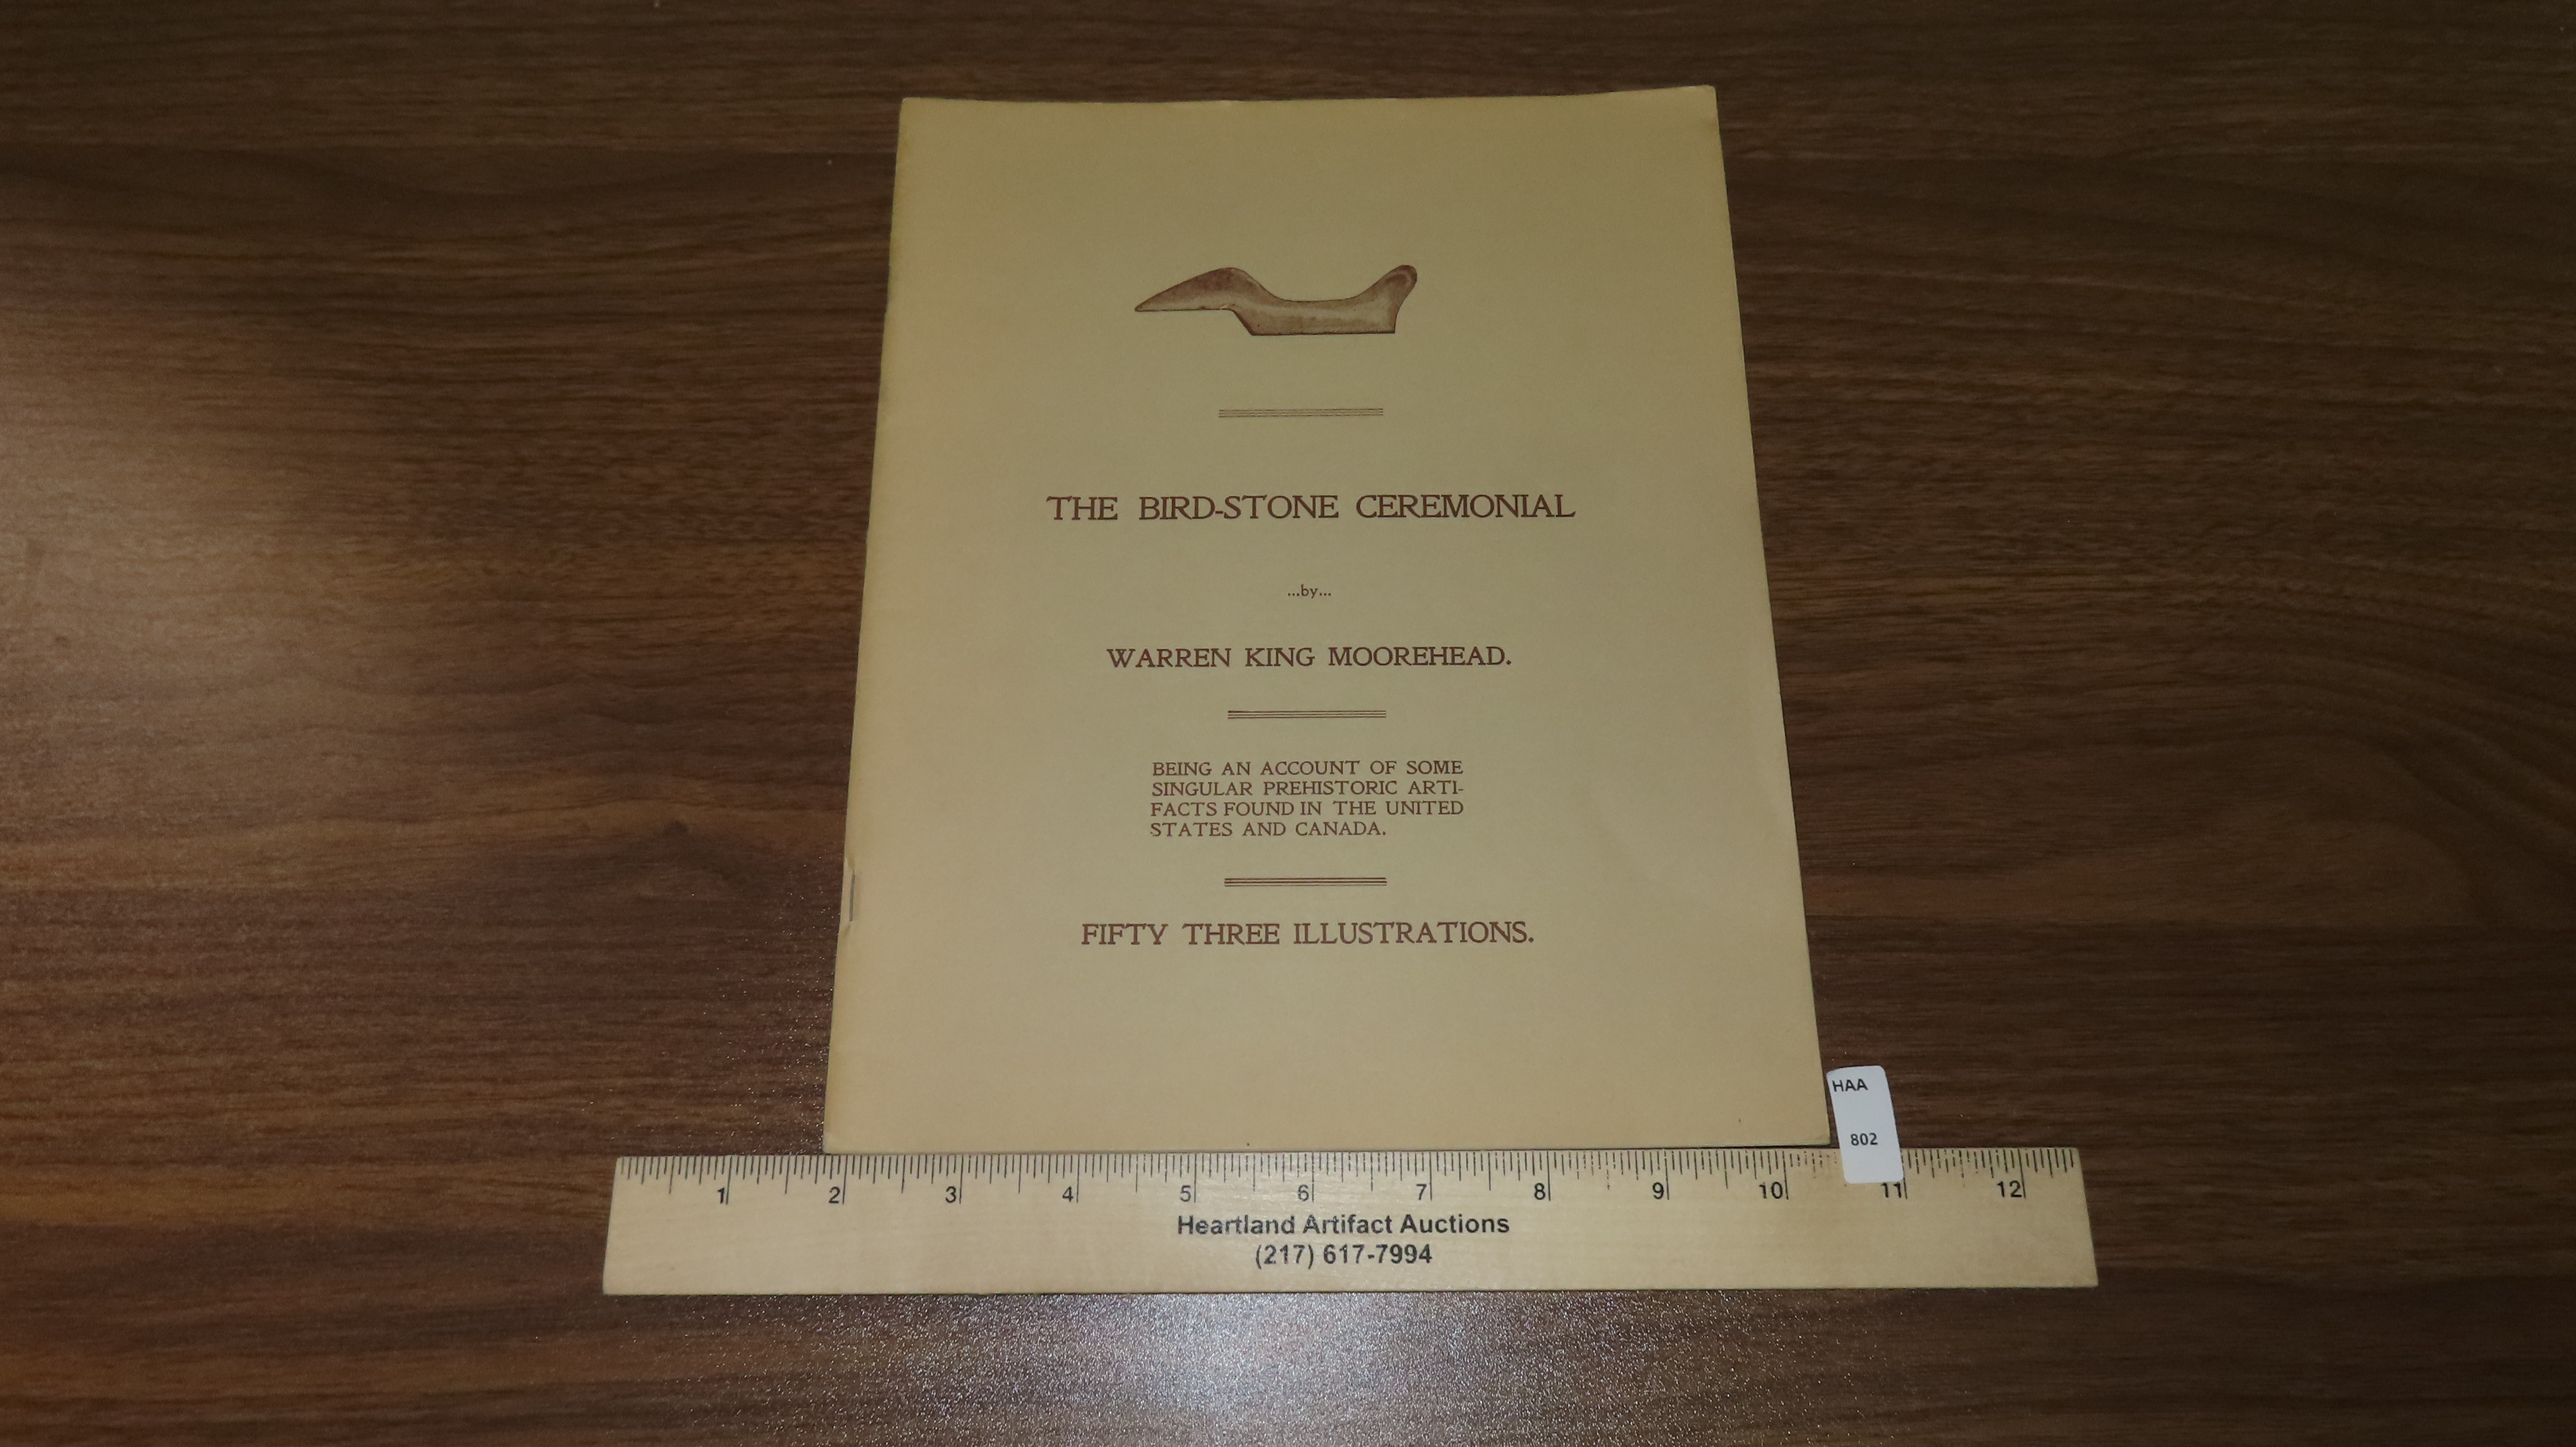 THE BIRD-STONE CEREMONIAL
...by...
WARREN KING MOOREHEAD.
BEING AN ACCOUNT OF SOME
SINGULAR PREHISTORIC ARTI-
FACTS FOUND IN THE UNITED
STATES AND CANADA.
FIFTY THREE ILLUSTRATIONS.
HAA
802
1 2 3 4 5 6 7 8 9 10 11 12
Heartland Artifact Auctions
(217) 617-7994